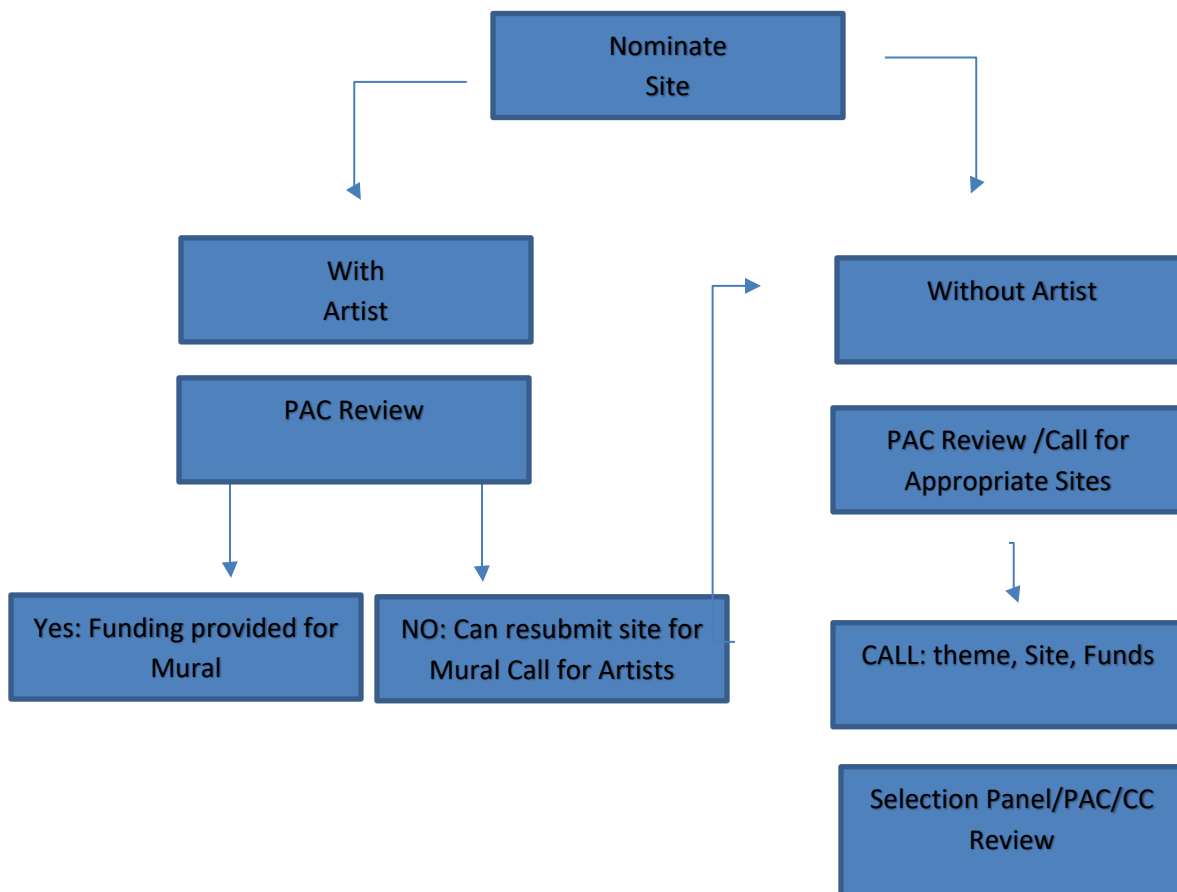 Nominate
Site
With
Artist
PAC Review
Yes: Funding provided for
Mural
NO: Can resubmit site for
Mural Call for Artists
Without Artist
PAC Review /Call for
Appropriate Sites
CALL: theme, Site, Funds
Selection Panel/PAC/CC
Review